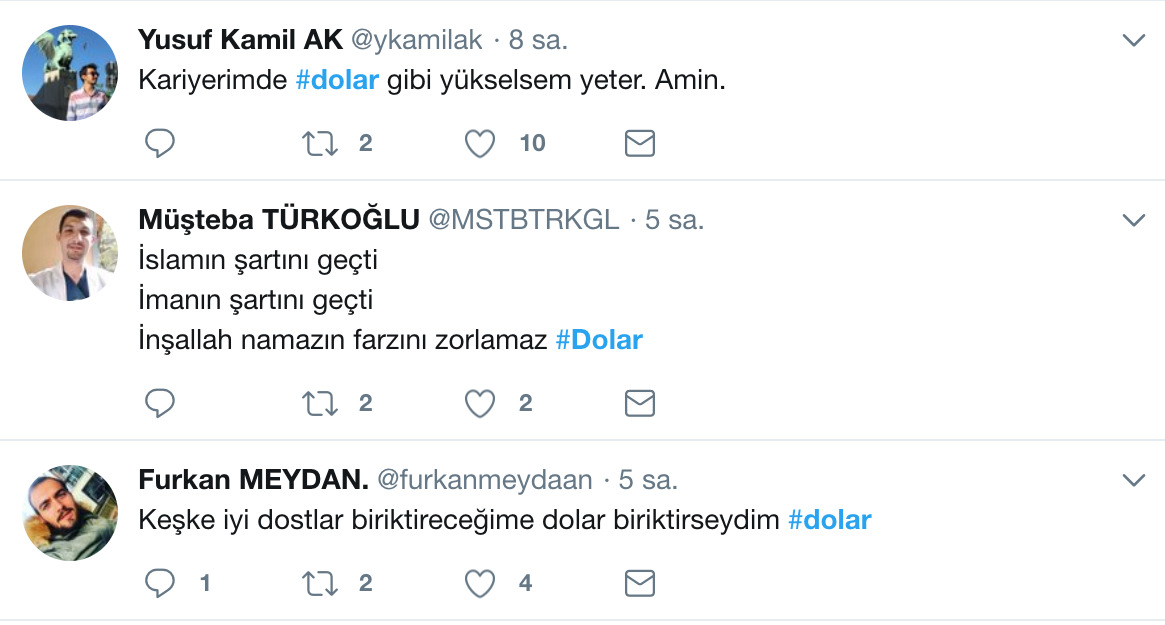 Yusuf Kamil AK @ykamilak · 8 sa.
Kariyerimde #dolar gibi yükselsem yeter. Amin.
2 10
Müşteba TÜRKOĞLU @MSTBTRKGL · 5 sa.
İslamın şartını geçti
İmanın şartını geçti
İnşallah namazın farzını zorlamaz #Dolar
2 2
Furkan MEYDAN. @furkanmeydaan · 5 sa.
Keşke iyi dostlar biriktireceğime dolar biriktirseydim #dolar
1 2 4